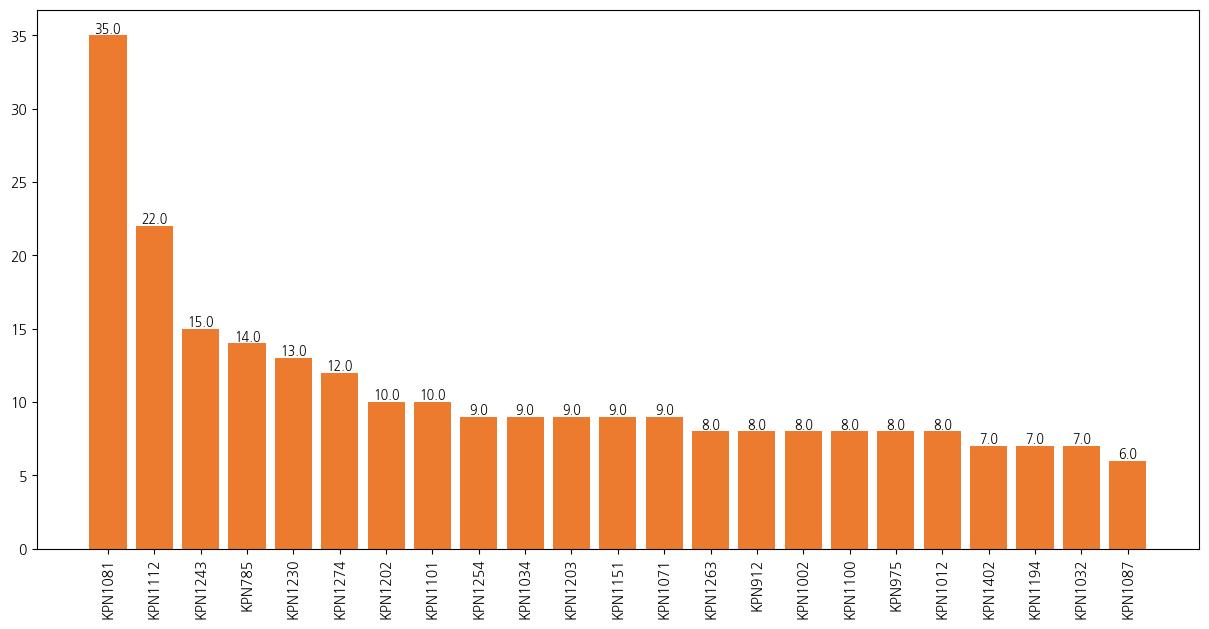 35.0
22.0
15.0
14.0
13.0
12.0
10.0
10.0
9.0
9.0
9.0
9.0
9.0
8.0
8.0
8.0
8.0
8.0
8.0
7.0
7.0
7.0
6.0
35
30
25
20
15
10
5
0
KPN1081
KPN1112
KPN1243
KPN785
KPN1230
KPN1274
KPN1202
KPN1101
KPN1254
KPN1034
KPN1203
KPN1151
KPN1071
KPN1263
KPN912
KPN1002
KPN1100
KPN975
KPN1012
KPN1402
KPN1194
KPN1032
KPN1087